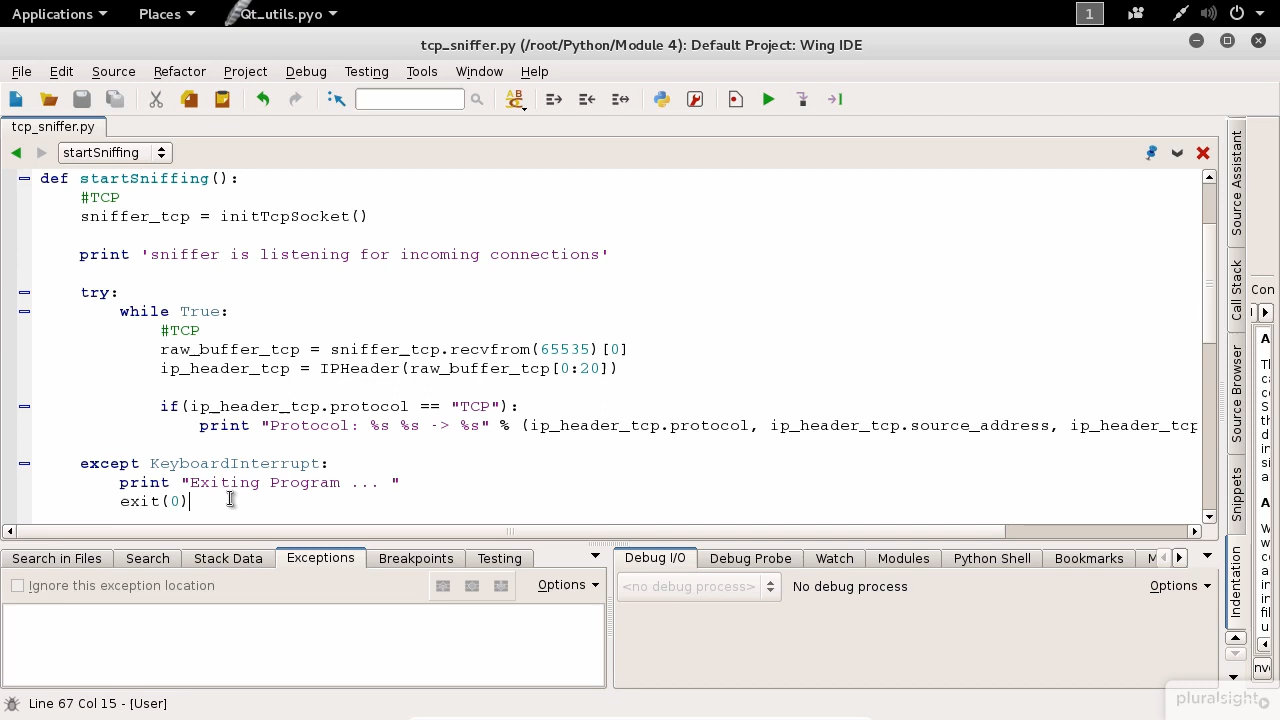 Applications Places Qt_utils.pyo 1
tcp_sniffer.py (/root/Python/Module 4): Default Project: Wing IDE
File Edit Source Refactor Project Debug Testing Tools Window Help
tcp_sniffer.py
startSniffing
def startSniffing():
#TCP
sniffer_tcp = initTcpSocket()
print 'sniffer is listening for incoming connections'
try:
while True:
#TCP
raw_buffer_tcp = sniffer_tcp.recvfrom(65535)[0]
ip_header_tcp = IPHeader(raw_buffer_tcp[0:20])
if(ip_header_tcp.protocol == "TCP"):
print "Protocol: %s %s -> %s" % (ip_header_tcp.protocol, ip_header_tcp.source_address, ip_header_tcp
except KeyboardInterrupt:
print "Exiting Program ... "
exit(0)
Source Assistant
Call Stack
Source Browser
Snippets
Indentation
Con
Search in Files Search Stack Data Exceptions Breakpoints Testing
Ignore this exception location Options
Debug I/O Debug Probe Watch Modules Python Shell Bookmarks
<no debug process> No debug process Options
Line 67 Col 15 - [User]
pluralsight